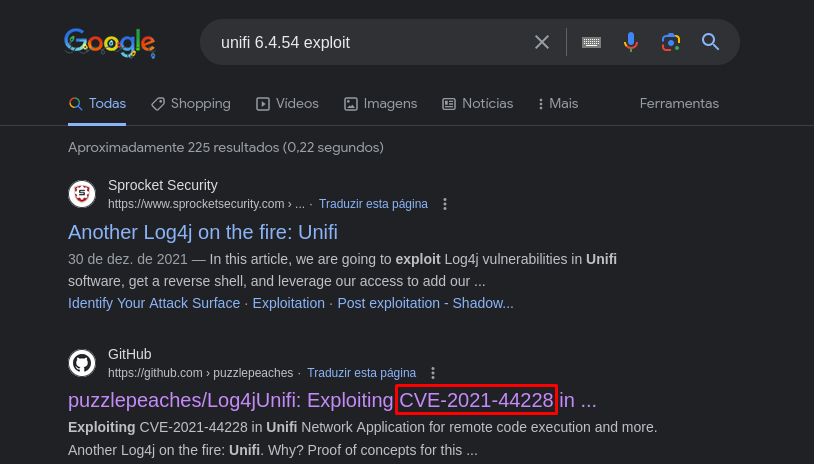 Google
unifi 6.4.54 exploit
Todas Shopping Vídeos Imagens Notícias Mais Ferramentas
Aproximadamente 225 resultados (0,22 segundos)
Sprocket Security
https://www.sprocketsecurity.com › ... · Traduzir esta página
Another Log4j on the fire: Unifi
30 de dez. de 2021 — In this article, we are going to exploit Log4j vulnerabilities in Unifi
software, get a reverse shell, and leverage our access to add our ...
Identify Your Attack Surface · Exploitation · Post exploitation - Shadow...
GitHub
https://github.com › puzzlepeaches · Traduzir esta página
puzzlepeaches/Log4jUnifi: Exploiting CVE-2021-44228 in ...
Exploiting CVE-2021-44228 in Unifi Network Application for remote code execution and more.
Another Log4j on the fire: Unifi. Why? Proof of concepts for this ...